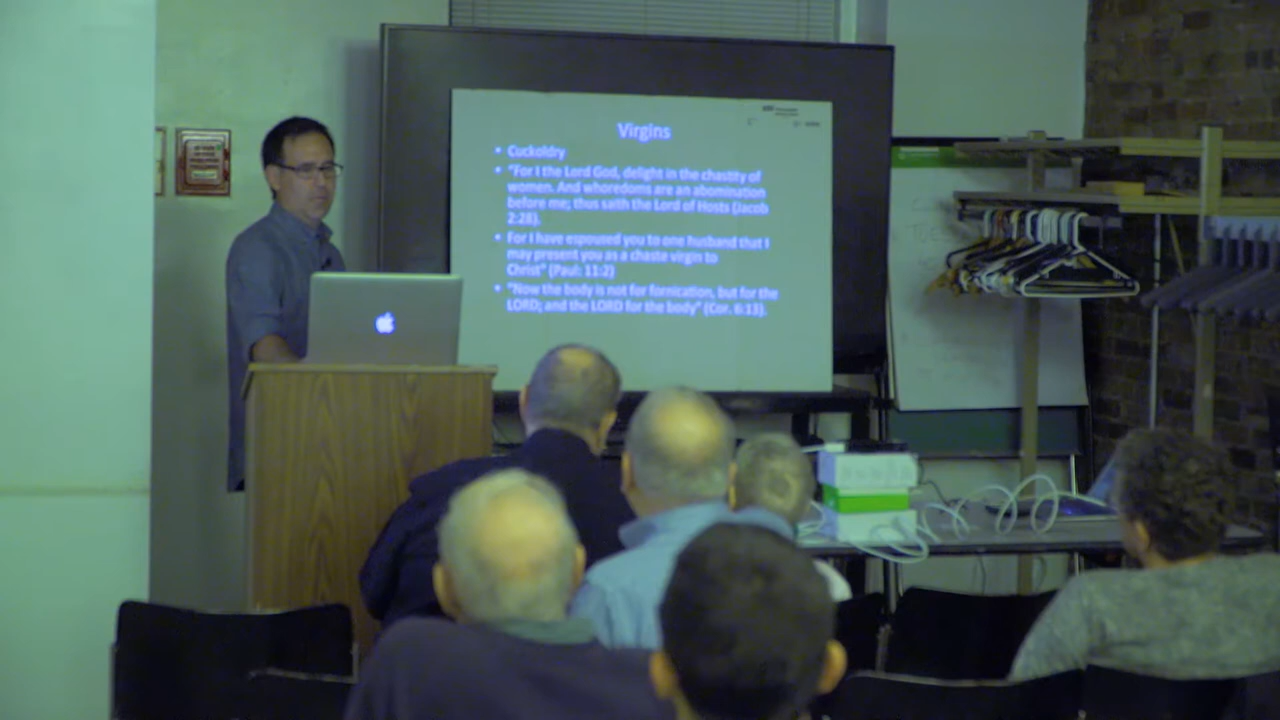 Virgins
• Cuckoldry
• "For I the Lord God, delight in the chastity of
women. And whoredoms are an abomination
before me; thus saith the Lord of Hosts (Jacob
2:28).
• For I have espoused you to one husband that I
may present you as a chaste virgin to
Christ" (Paul: 11:2)
• "Now the body is not for fornication, but for the
LORD; and the LORD for the body" (Cor. 6:13).